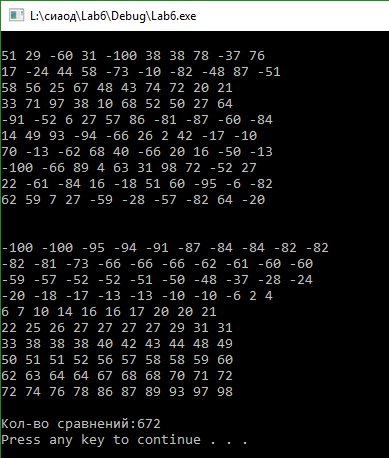 L:\сиаод\Lab6\Debug\Lab6.exe
51 29 -60 31 -100 38 38 78 -37 76
17 -24 44 58 -73 -10 -82 -48 87 -51
58 56 25 67 48 43 74 72 20 21
33 71 97 38 10 68 52 50 27 64
-91 -52 6 27 57 86 -81 -87 -60 -84
14 49 93 -94 -66 26 2 42 -17 -10
70 -13 -62 68 40 -66 20 16 -50 -13
-100 -66 89 4 63 31 98 72 -52 27
22 -61 -84 16 -18 51 60 -95 -6 -82
62 59 7 27 -59 -28 -57 -82 64 -20
-100 -100 -95 -94 -91 -87 -84 -84 -82 -82
-82 -81 -73 -66 -66 -66 -62 -61 -60 -60
-59 -57 -52 -52 -51 -50 -48 -37 -28 -24
-20 -18 -17 -13 -13 -10 -10 -6 2 4
6 7 10 14 16 16 17 20 20 21
22 25 26 27 27 27 27 29 31 31
33 38 38 38 40 42 43 44 48 49
50 51 51 52 56 57 58 58 59 60
62 63 64 64 67 68 68 70 71 72
72 74 76 78 86 87 89 93 97 98
Кол-во сравнений:672
Press any key to continue . . .